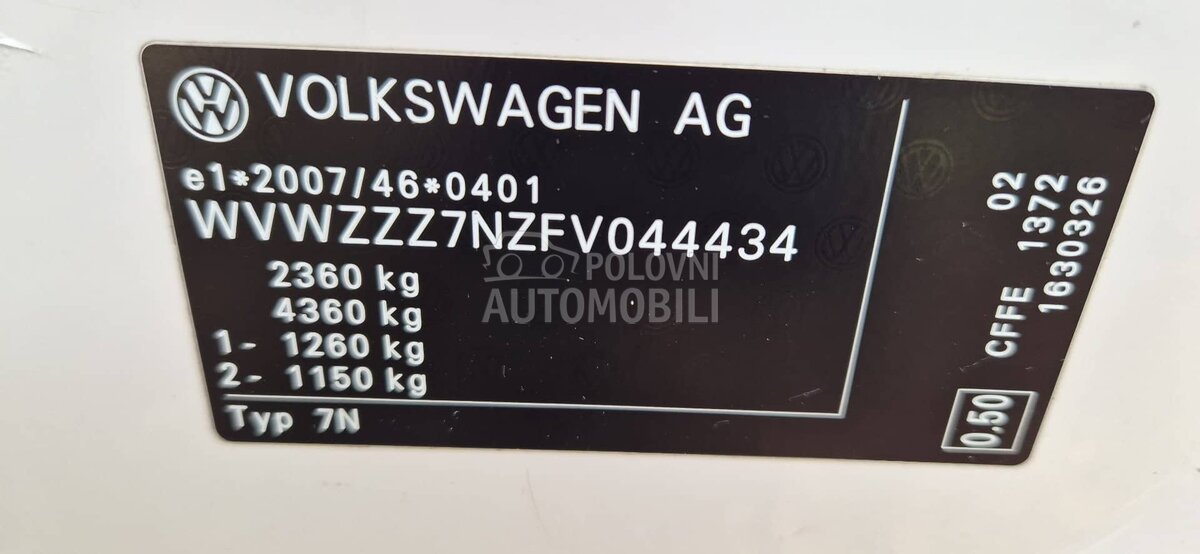 VOLKSWAGEN AG
e1*2007/46*0401
WVWZZZ7NZFV044434
2360 kg
4360 kg
1- 1260 kg
2- 1150 kg
Typ 7N
02
CFFE 1372
1630326
0.50
POLOVNI
AUTOMOBILI